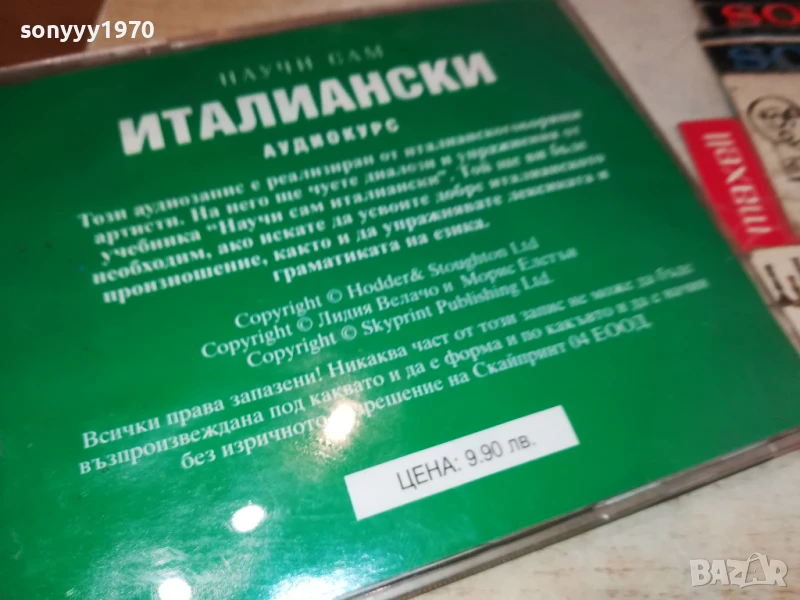 sonyyy1970
НАУЧИ САМ
ИТАЛИАНСКИ
АУДИОКУРС
Този аудиозапис е реализиран от италианскоговорящи
артисти. На него ще чуете диалози и упражнения от
учебника "Научи сам италиански". Той ще ви бъде
необходим, ако искате да усвоите добре италианското
произношение, както и да упражнявате лексиката и
граматиката на езика.
Copyright © Hodder& Stoughton Ltd
Copyright © Лидия Велачо и Морис Елстън
Copyright © Skyprint Publishing Ltd.
Всички права запазени! Никаква част от този запис не може да бъде
възпроизвеждана под каквато и да е форма и по какъвто и да е начин
без изричното разрешение на Скайпринт 04 ЕООД.
ЦЕНА: 9.90 лв.
maxell
SO
BAZAR